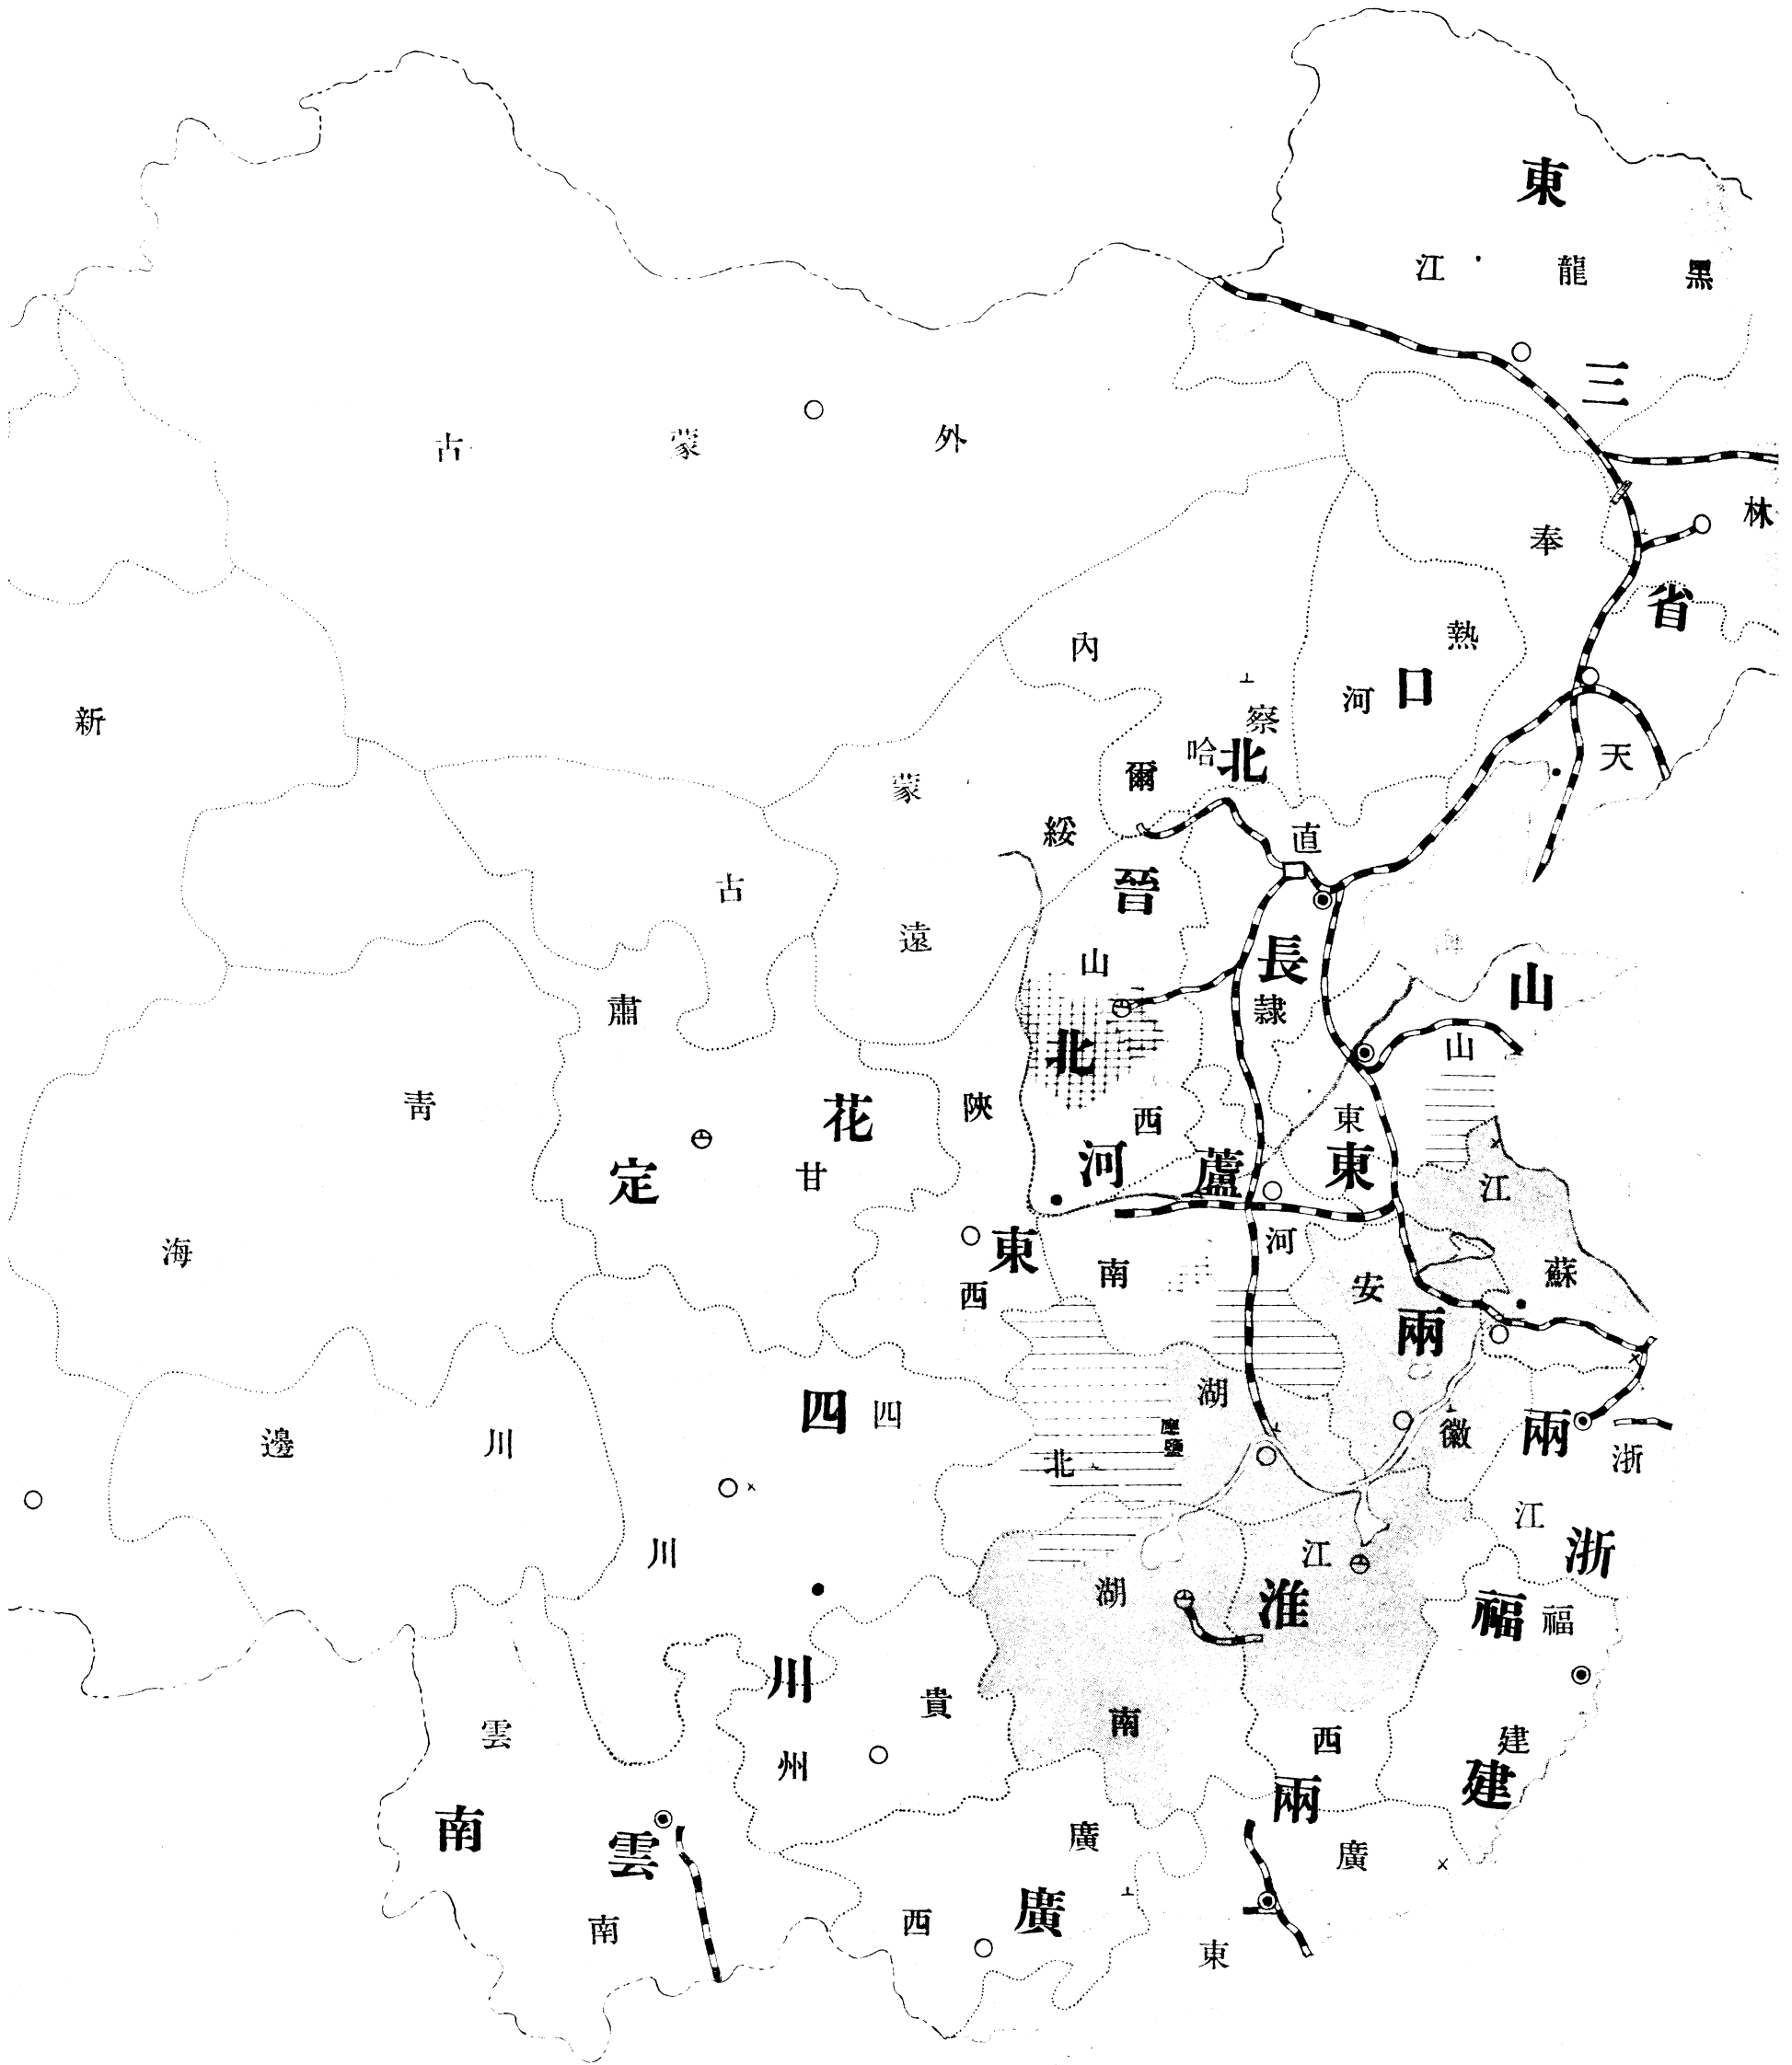 東三省
黑龍江
林
奉天
外蒙古
內蒙古
新
熱河
口北
察哈爾
綏遠
直隸
長蘆
晉北
山西
山東
山東
肅
甘
青海
花定
陝西
河東
河南
江蘇
安徽
兩淮
湖北
應鹽
四川
四川
川邊
兩浙
浙江
江西
湖南
福建
福建
貴州
雲南
雲南
兩廣
廣西
廣東